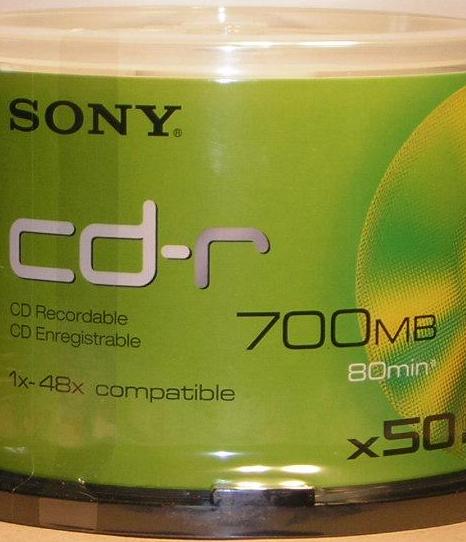 SONY®
cd-r
CD Recordable
CD Enregistrable
700MB
80min*
1x-48x compatible
x50